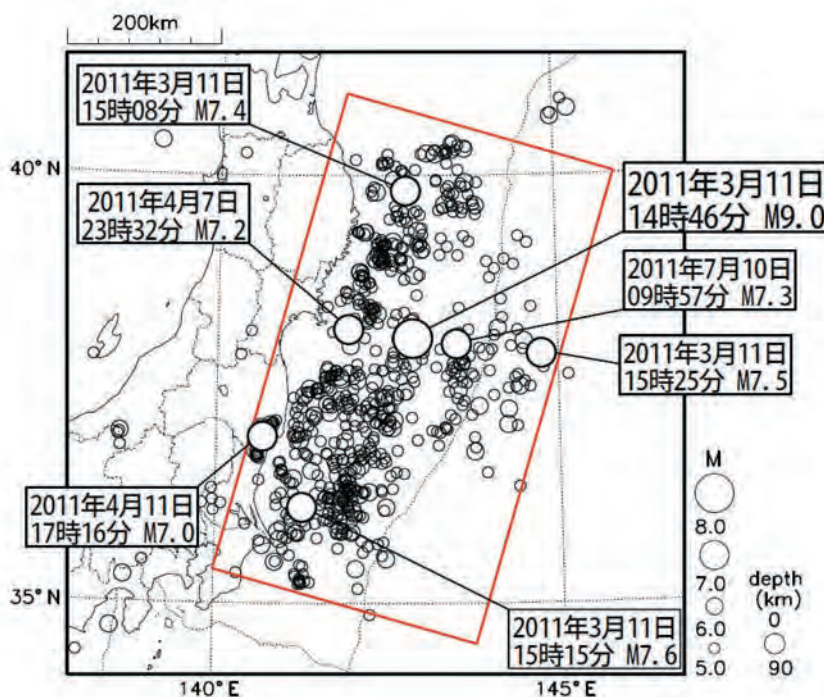 200km
2011年3月11日
15時08分 M7.4
40°N
2011年4月7日
23時32分 M7.2
2011年3月11日
14時46分 M9.0
2011年7月10日
09時57分 M7.3
2011年3月11日
15時25分 M7.5
2011年4月11日
17時16分 M7.0
2011年3月11日
15時15分 M7.6
35°N
140°E
145°E
M
8.0
7.0
6.0
5.0
depth
(km)
0
90